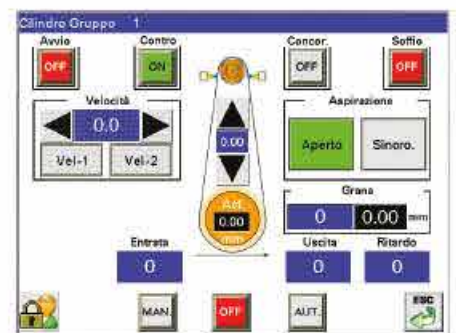 Cilindro Gruppo 1
Avvio Contro Concor. Soffio
OFF ON OFF OFF
Velocità Aspirazione
0.0 0.00
Vel-1 Vel-2 Aperto Sincro.
Grana
0.00 0 0.00 mm
mm
Entrata Uscita Ritardo
0 0 0
MAN. OFF AUT. ESC